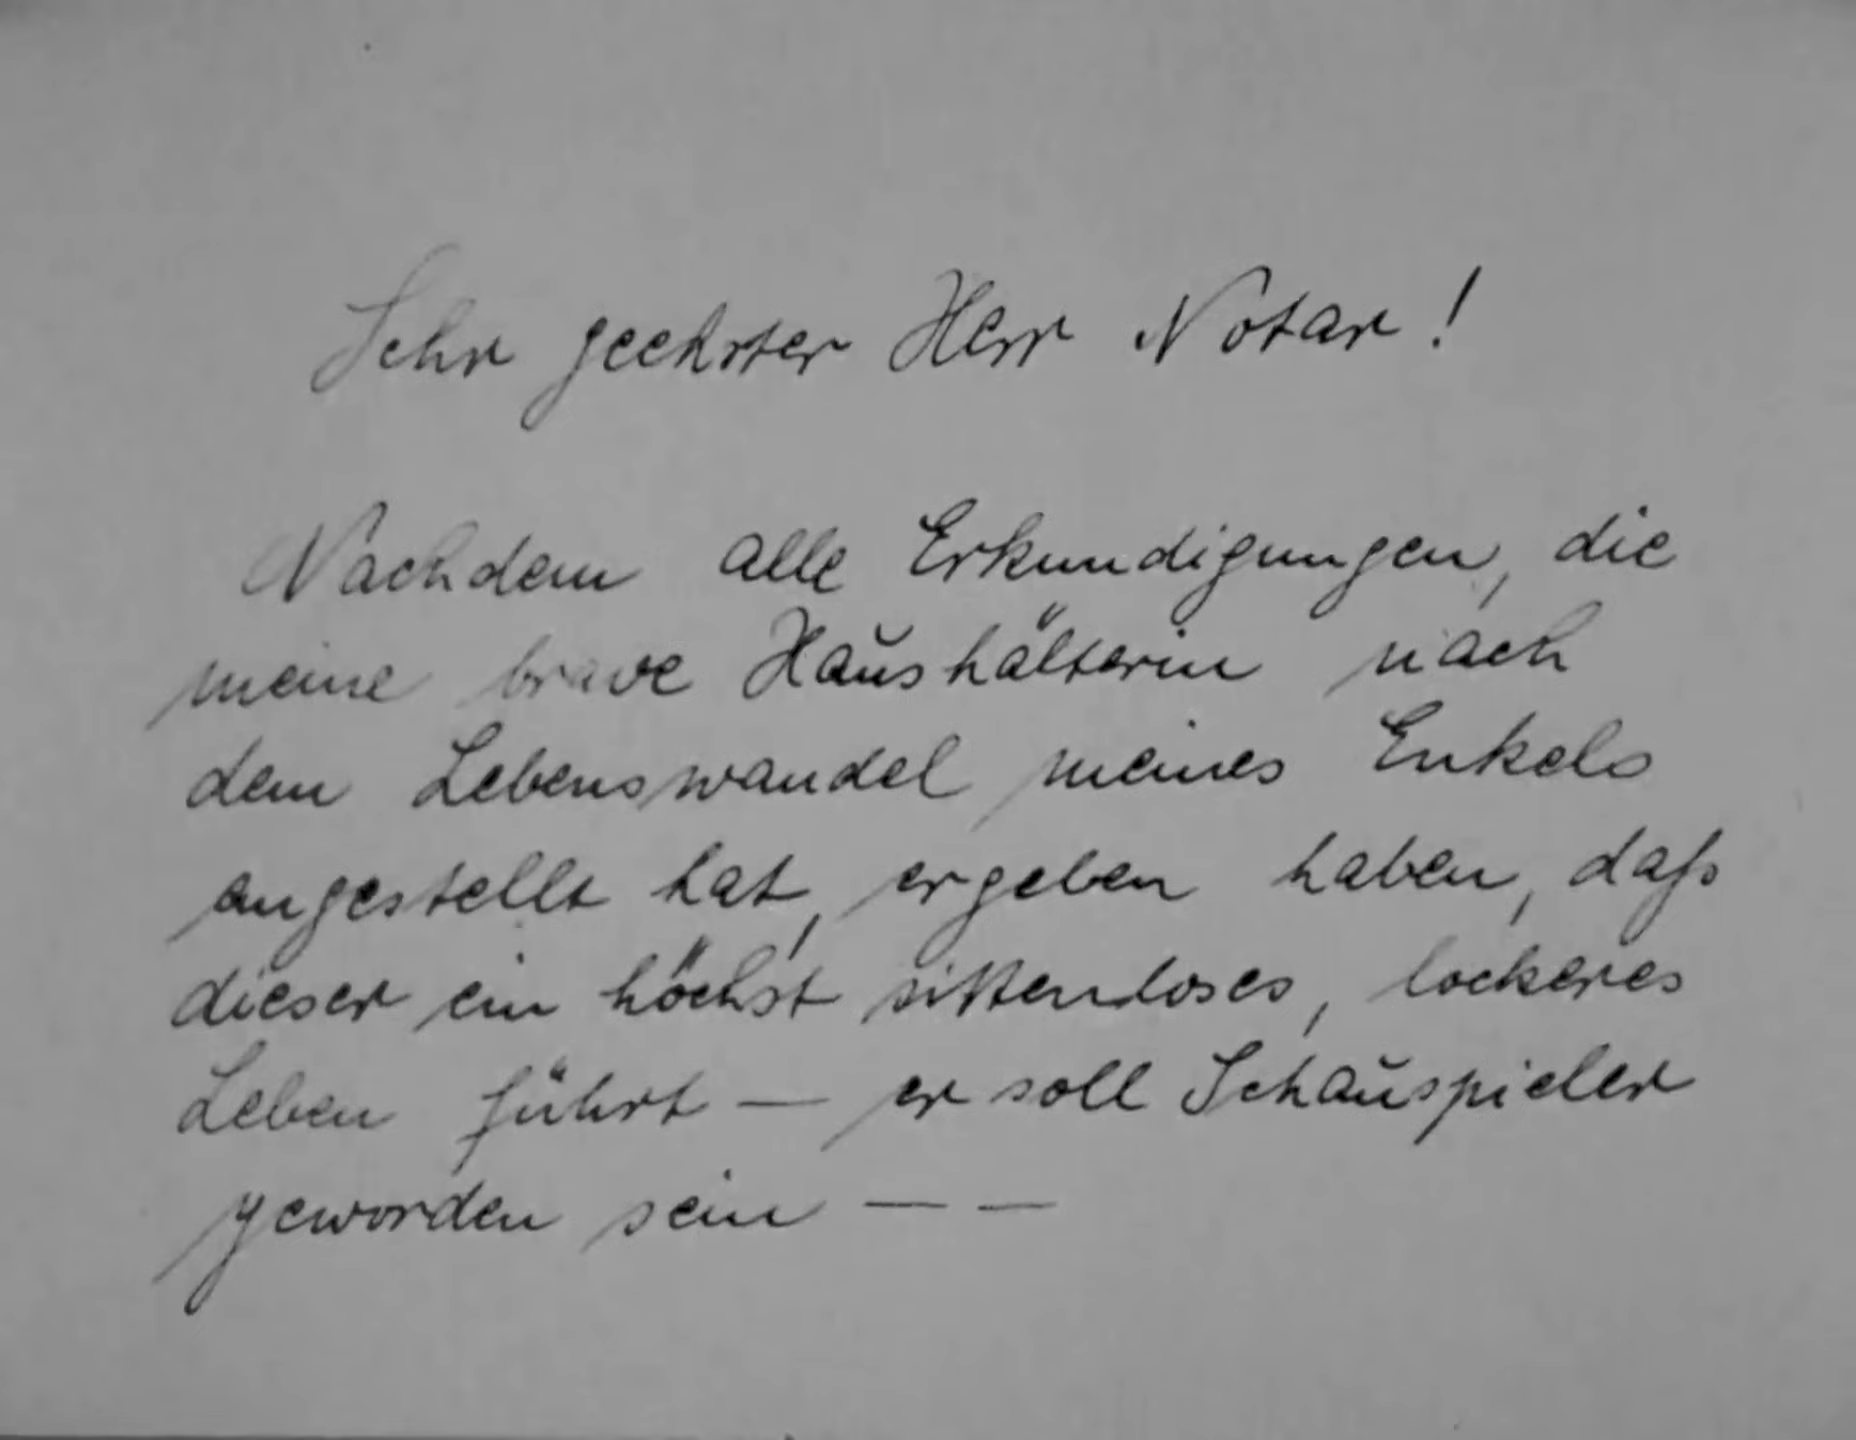 Sehr geehrter Herr Notar!
Nachdem alle Erkundigungen, die
meine brave Haushälterin nach
dem Lebenswandel meines Enkels
angestellt hat, ergeben haben, daß
dieser ein höchst sittenloses, lockeres
Leben führt — er soll Schauspieler
geworden sein — —